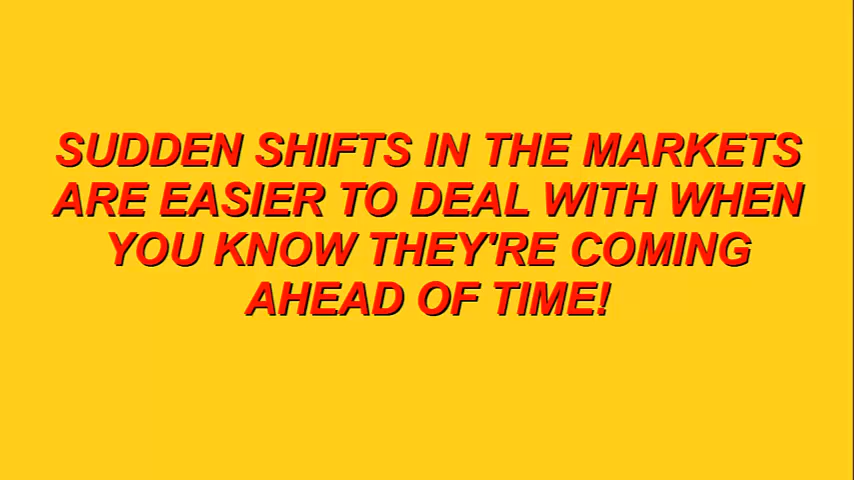 SUDDEN SHIFTS IN THE MARKETS
ARE EASIER TO DEAL WITH WHEN
YOU KNOW THEY'RE COMING
AHEAD OF TIME!